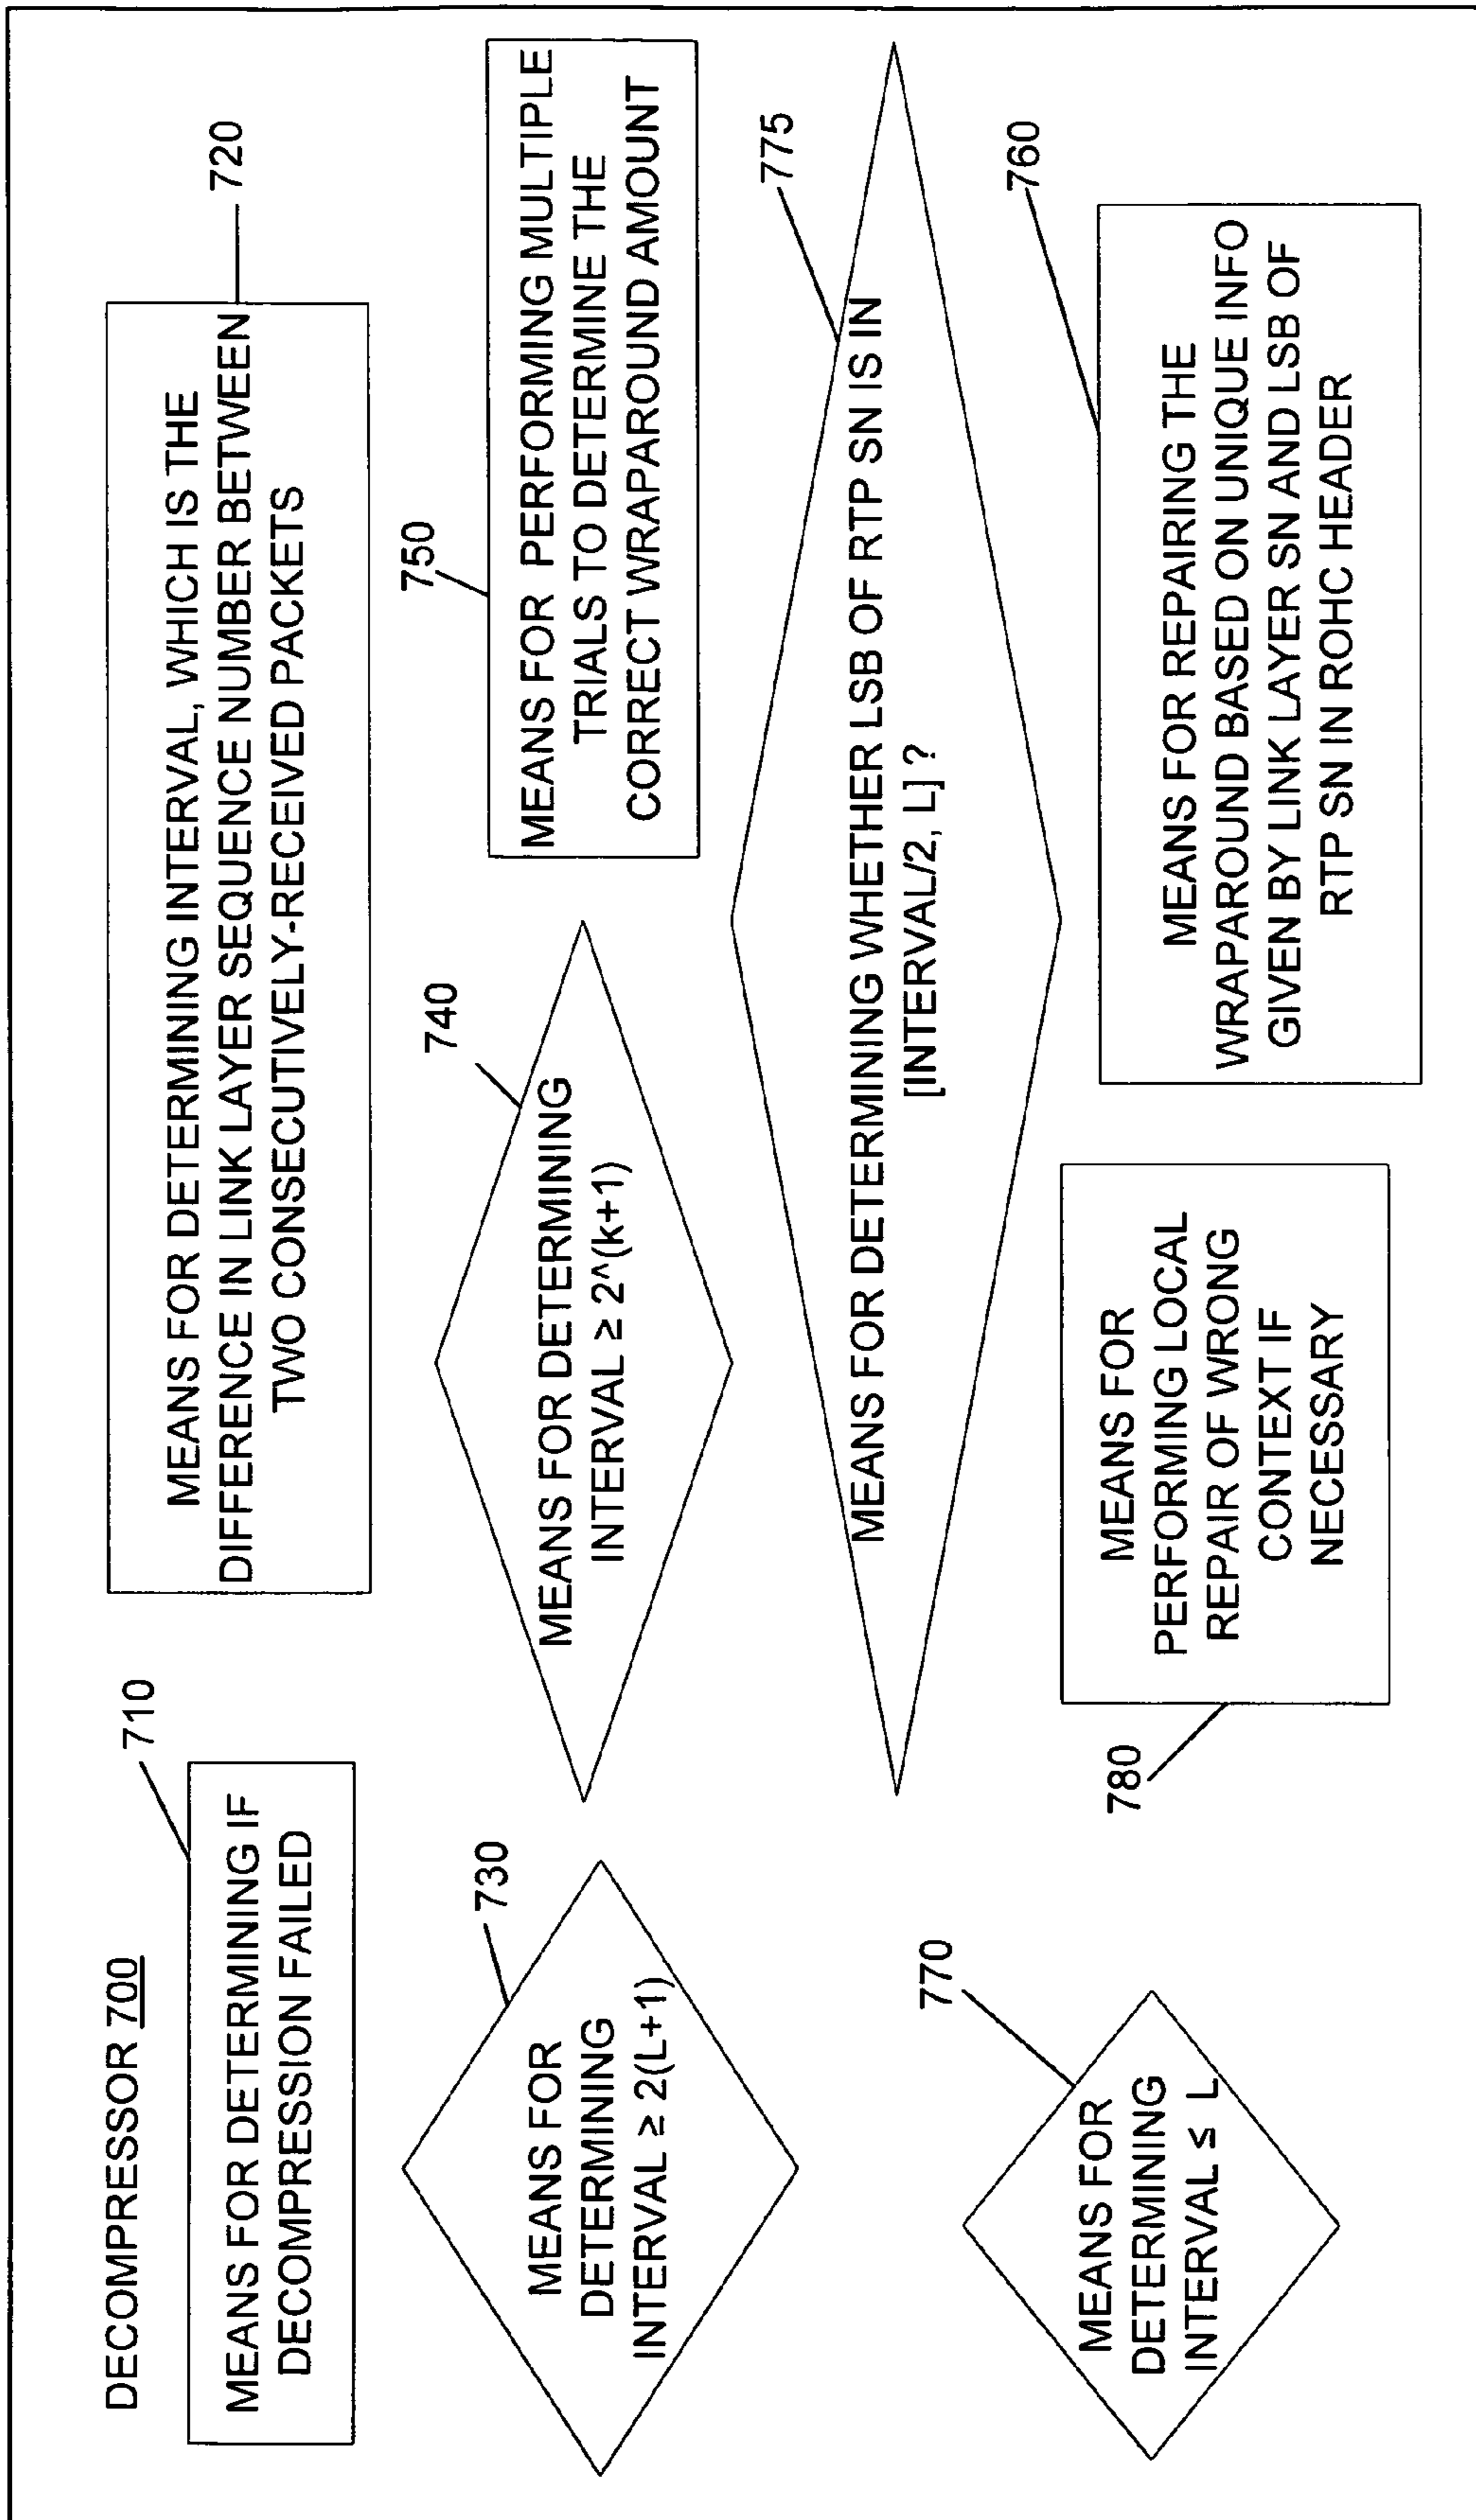 DECOMPRESSOR 700
710
MEANS FOR DETERMINING IF
DECOMPRESSION FAILED
720
MEANS FOR DETERMINING INTERVAL, WHICH IS THE
DIFFERENCE IN LINK LAYER SEQUENCE NUMBER BETWEEN
TWO CONSECUTIVELY-RECEIVED PACKETS
730
MEANS FOR
DETERMINING
INTERVAL ≥ 2(L+1)
740
MEANS FOR DETERMINING
INTERVAL ≥ 2^(k+1)
750
MEANS FOR PERFORMING MULTIPLE
TRIALS TO DETERMINE THE
CORRECT WRAPAROUND AMOUNT
775
MEANS FOR DETERMINING WHETHER LSB OF RTP SN IS IN
[INTERVAL/2, L] ?
770
MEANS FOR
DETERMINING
INTERVAL ≤ L
780
MEANS FOR
PERFORMING LOCAL
REPAIR OF WRONG
CONTEXT IF
NECESSARY
760
MEANS FOR REPAIRING THE
WRAPAROUND BASED ON UNIQUE INFO
GIVEN BY LINK LAYER SN AND LSB OF
RTP SN IN ROHC HEADER